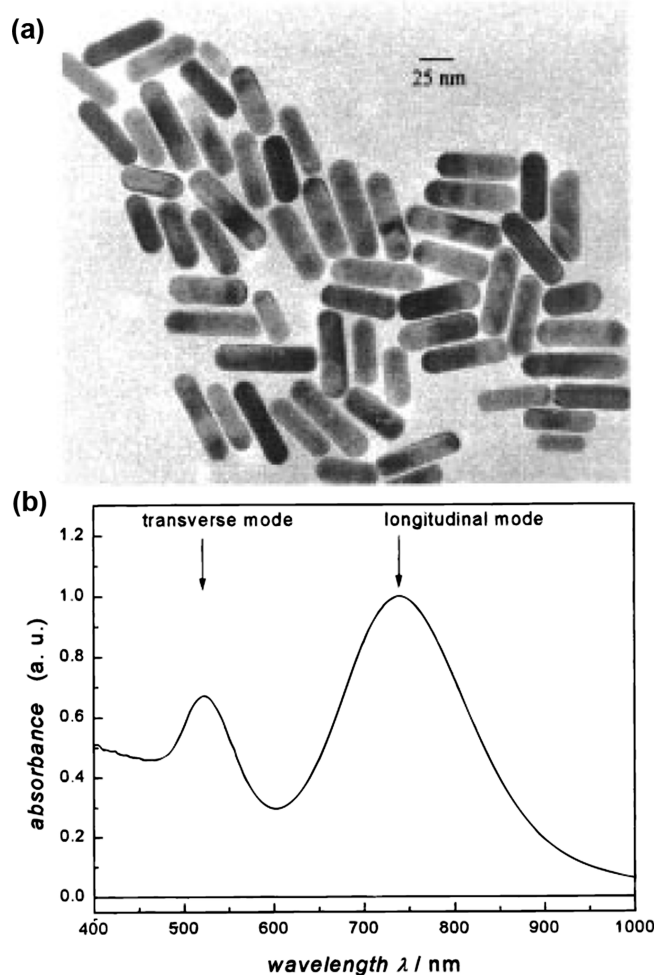 (a)
25 nm
(b)
transverse mode
longitudinal mode
1.2
1.0
0.8
0.6
0.4
0.2
0.0
absorbance (a. u.)
400 500 600 700 800 900 1000
wavelength λ / nm